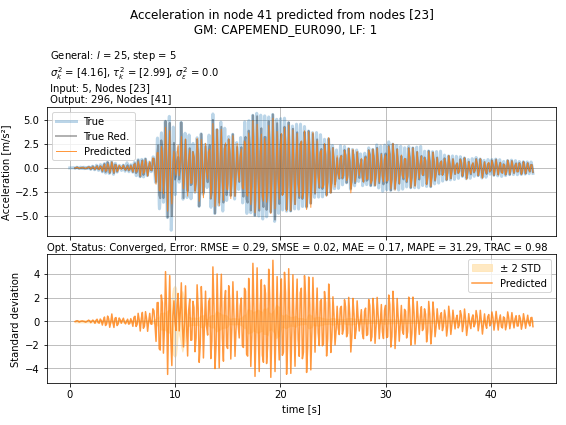 Acceleration in node 41 predicted from nodes [23]
GM: CAPEMEND_EUR090, LF: 1
General: l = 25, step = 5
σ²ₖ = [4.16], τ²ₖ = [2.99], σ²ᵣ = 0.0
Input: 5, Nodes [23]
Output: 296, Nodes [41]
Acceleration [m/s²]
5.0
2.5
0.0
−2.5
−5.0
True
True Red.
Predicted
Opt. Status: Converged, Error: RMSE = 0.29, SMSE = 0.02, MAE = 0.17, MAPE = 31.29, TRAC = 0.98
Standard deviation
4
2
0
−2
−4
± 2 STD
Predicted
0
10
20
30
40
time [s]